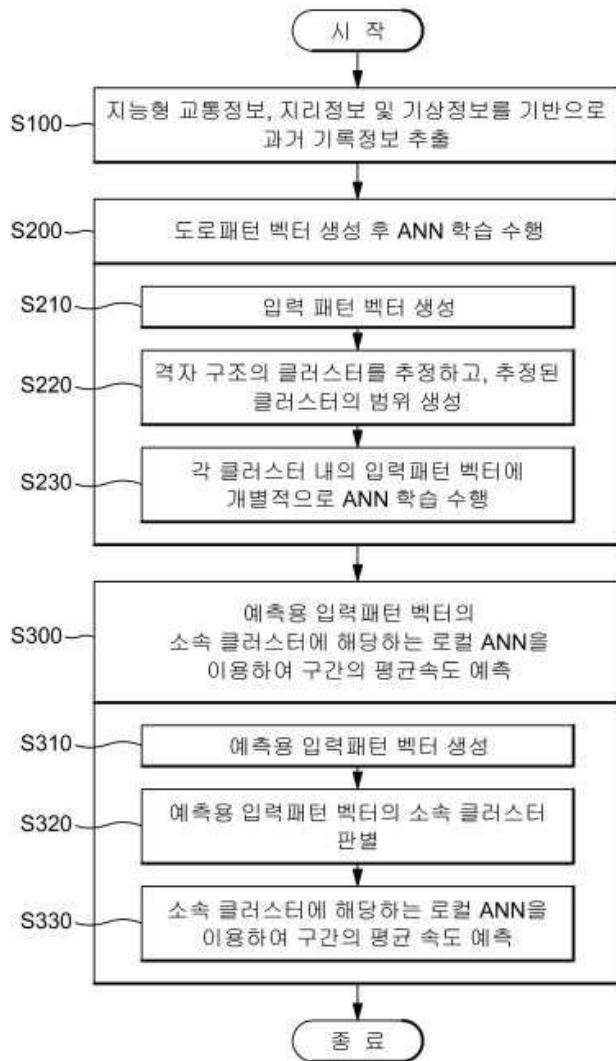 시 작
S100
지능형 교통정보, 지리정보 및 기상정보를 기반으로
과거 기록정보 추출
S200
도로패턴 벡터 생성 후 ANN 학습 수행
S210
입력 패턴 벡터 생성
S220
격자 구조의 클러스터를 추정하고, 추정된
클러스터의 범위 생성
S230
각 클러스터 내의 입력패턴 벡터에
개별적으로 ANN 학습 수행
S300
예측용 입력패턴 벡터의
소속 클러스터에 해당하는 로컬 ANN을
이용하여 구간의 평균속도 예측
S310
예측용 입력패턴 벡터 생성
S320
예측용 입력패턴 벡터의 소속 클러스터
판별
S330
소속 클러스터에 해당하는 로컬 ANN을
이용하여 구간의 평균 속도 예측
종 료